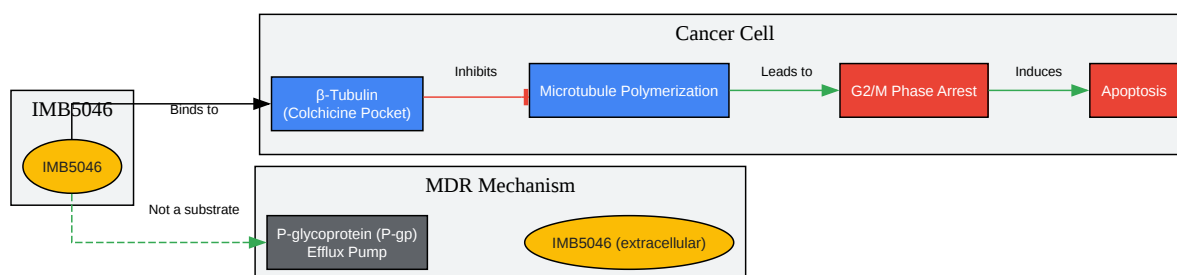 Cancer Cell
IMB5046
IMB5046
Binds to
β-Tubulin
(Colchicine Pocket)
Inhibits
Microtubule Polymerization
Leads to
G2/M Phase Arrest
Induces
Apoptosis
MDR Mechanism
Not a substrate
P-glycoprotein (P-gp)
Efflux Pump
IMB5046 (extracellular)